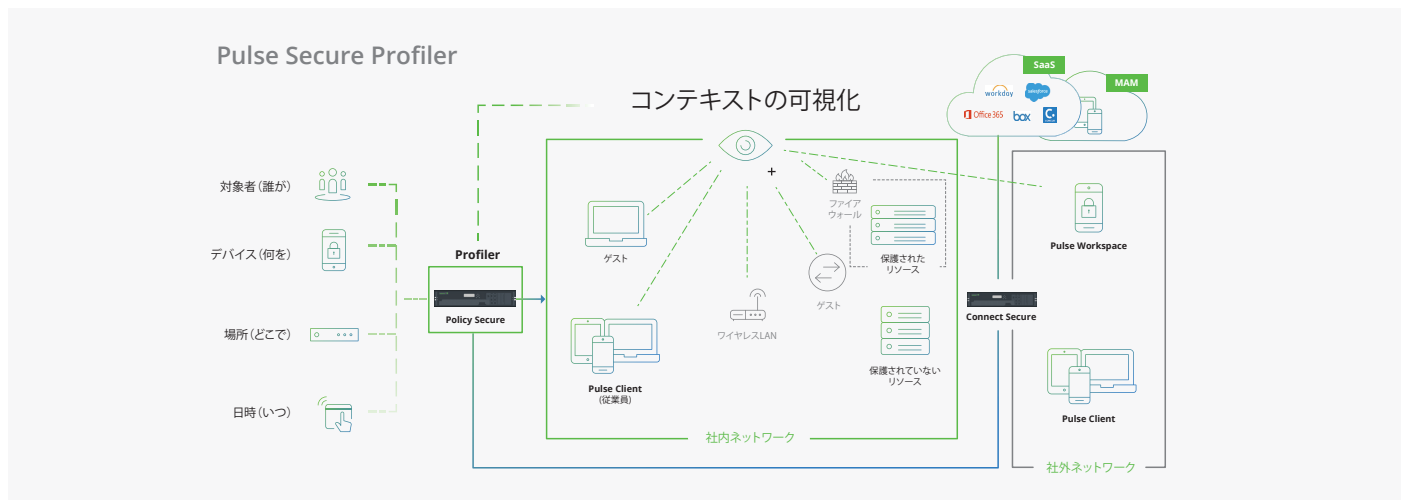 Pulse Secure Profiler
コンテキストの可視化
SaaS
MAM
workday
salesforce
Office 365
box
対象者(誰が)
デバイス(何を)
場所(どこで)
日時(いつ)
Profiler
Policy Secure
ゲスト
Pulse Client
(従業員)
ワイヤレスLAN
ゲスト
ファイア
ウォール
保護された
リソース
保護されていない
リソース
社内ネットワーク
Connect Secure
Pulse Workspace
Pulse Client
社外ネットワーク